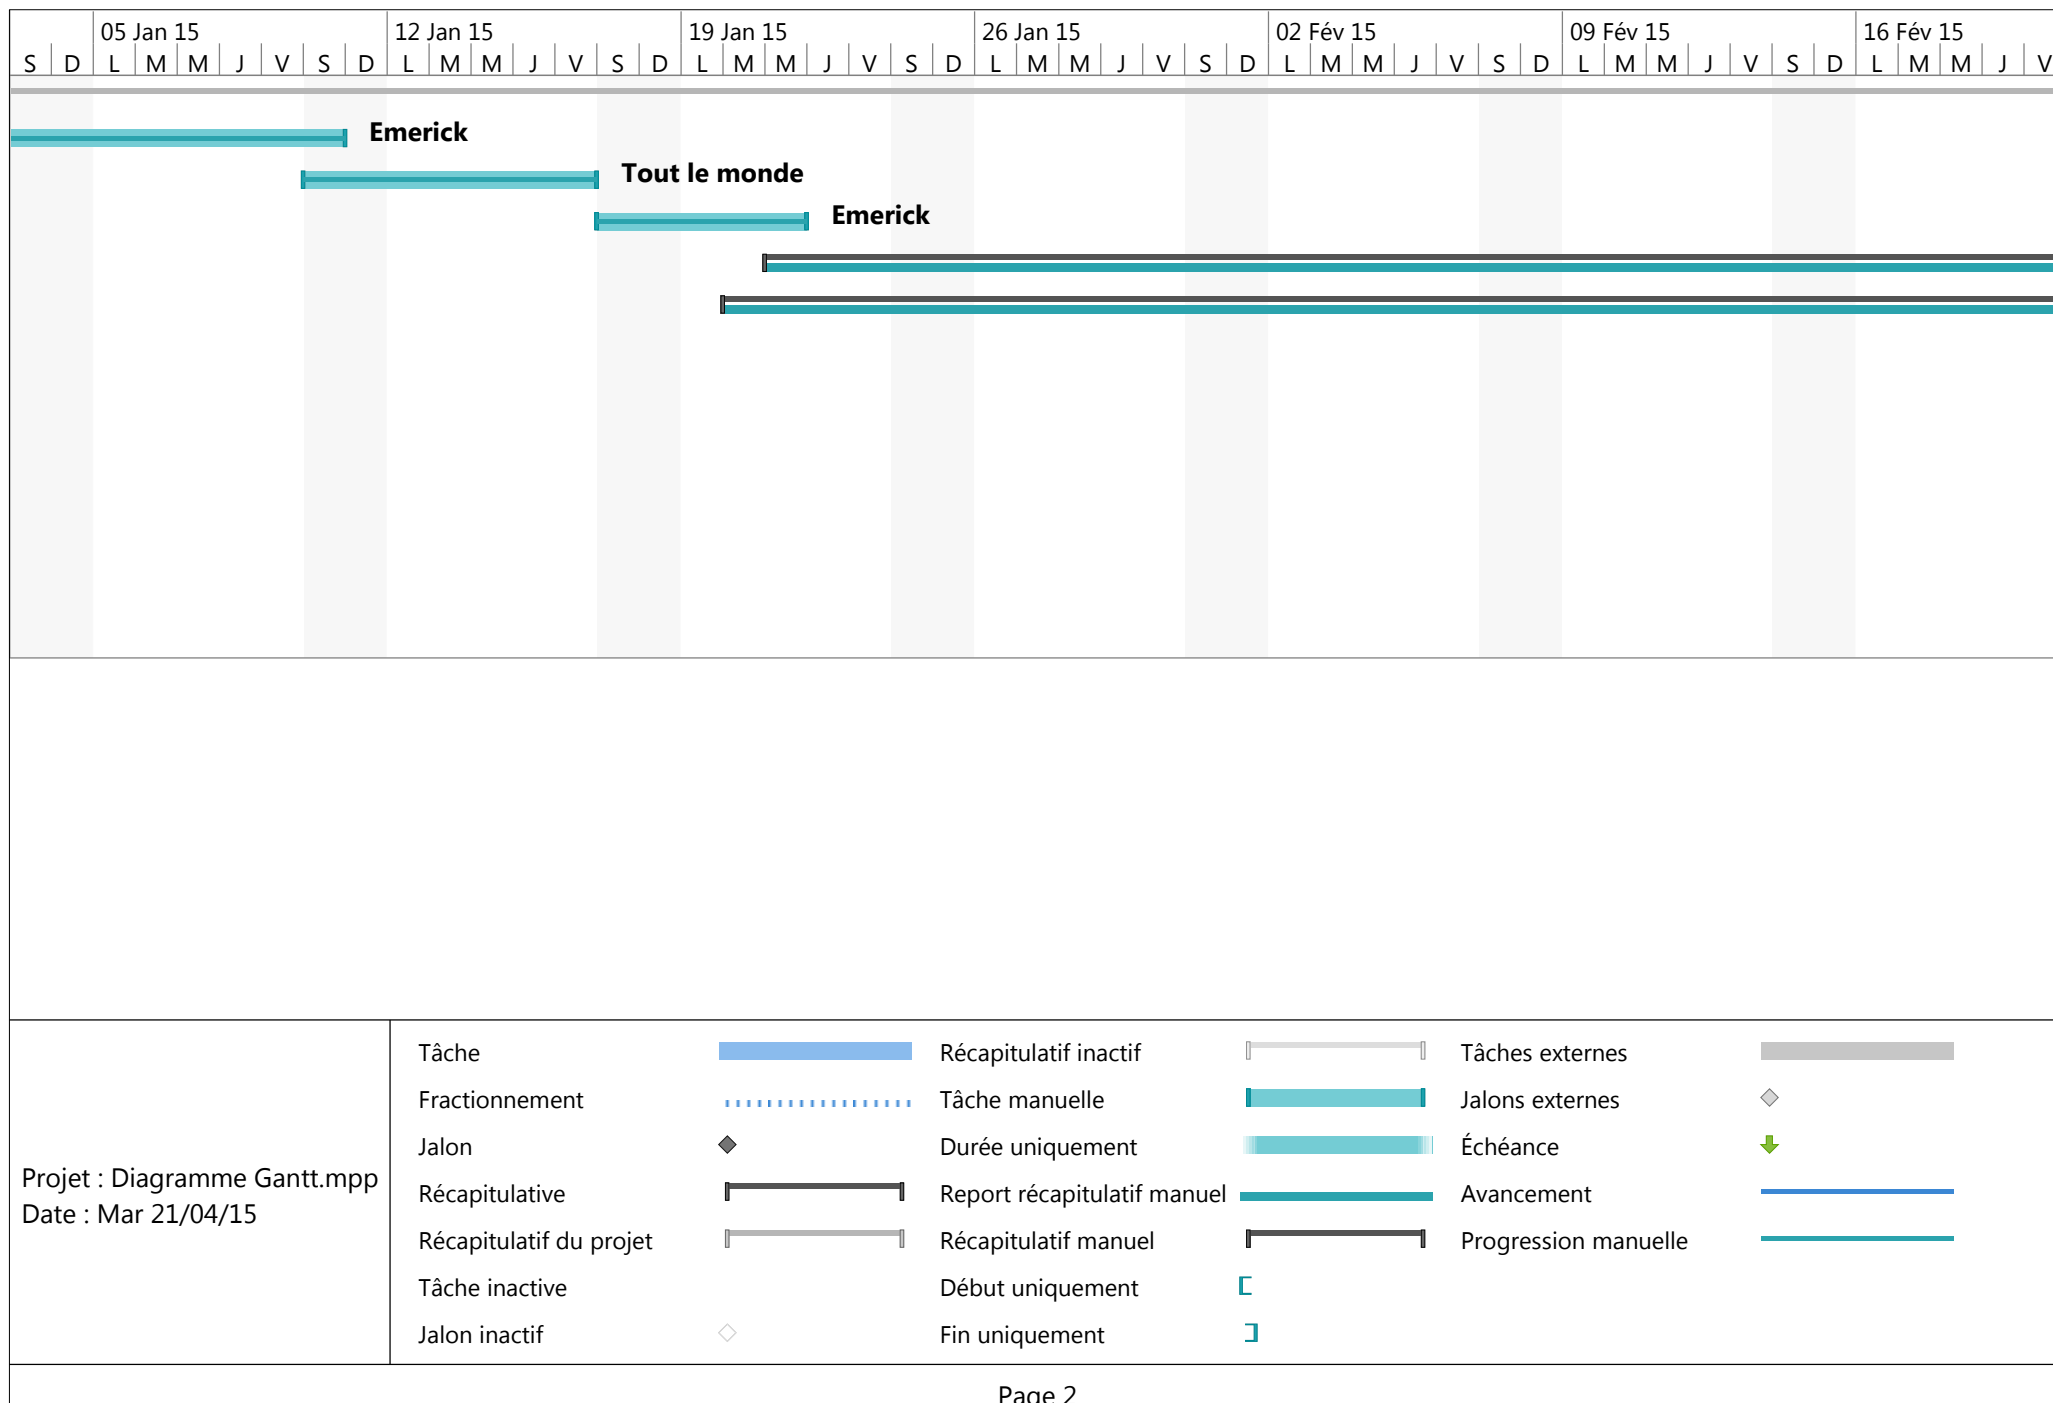 05 Jan 15 12 Jan 15 19 Jan 15 26 Jan 15 02 Fév 15 09 Fév 15 16 Fév 15
S D L M M J V S D L M M J V S D L M M J V S D L M M J V S D L M M J V S D L M M J V S D L M M J V
Emerick
Tout le monde
Emerick
Projet : Diagramme Gantt.mpp
Date : Mar 21/04/15
Tâche
Fractionnement
Jalon
Récapitulative
Récapitulatif du projet
Tâche inactive
Jalon inactif
Récapitulatif inactif
Tâche manuelle
Durée uniquement
Report récapitulatif manuel
Récapitulatif manuel
Début uniquement
Fin uniquement
Tâches externes
Jalons externes
Échéance
Avancement
Progression manuelle
Page 2